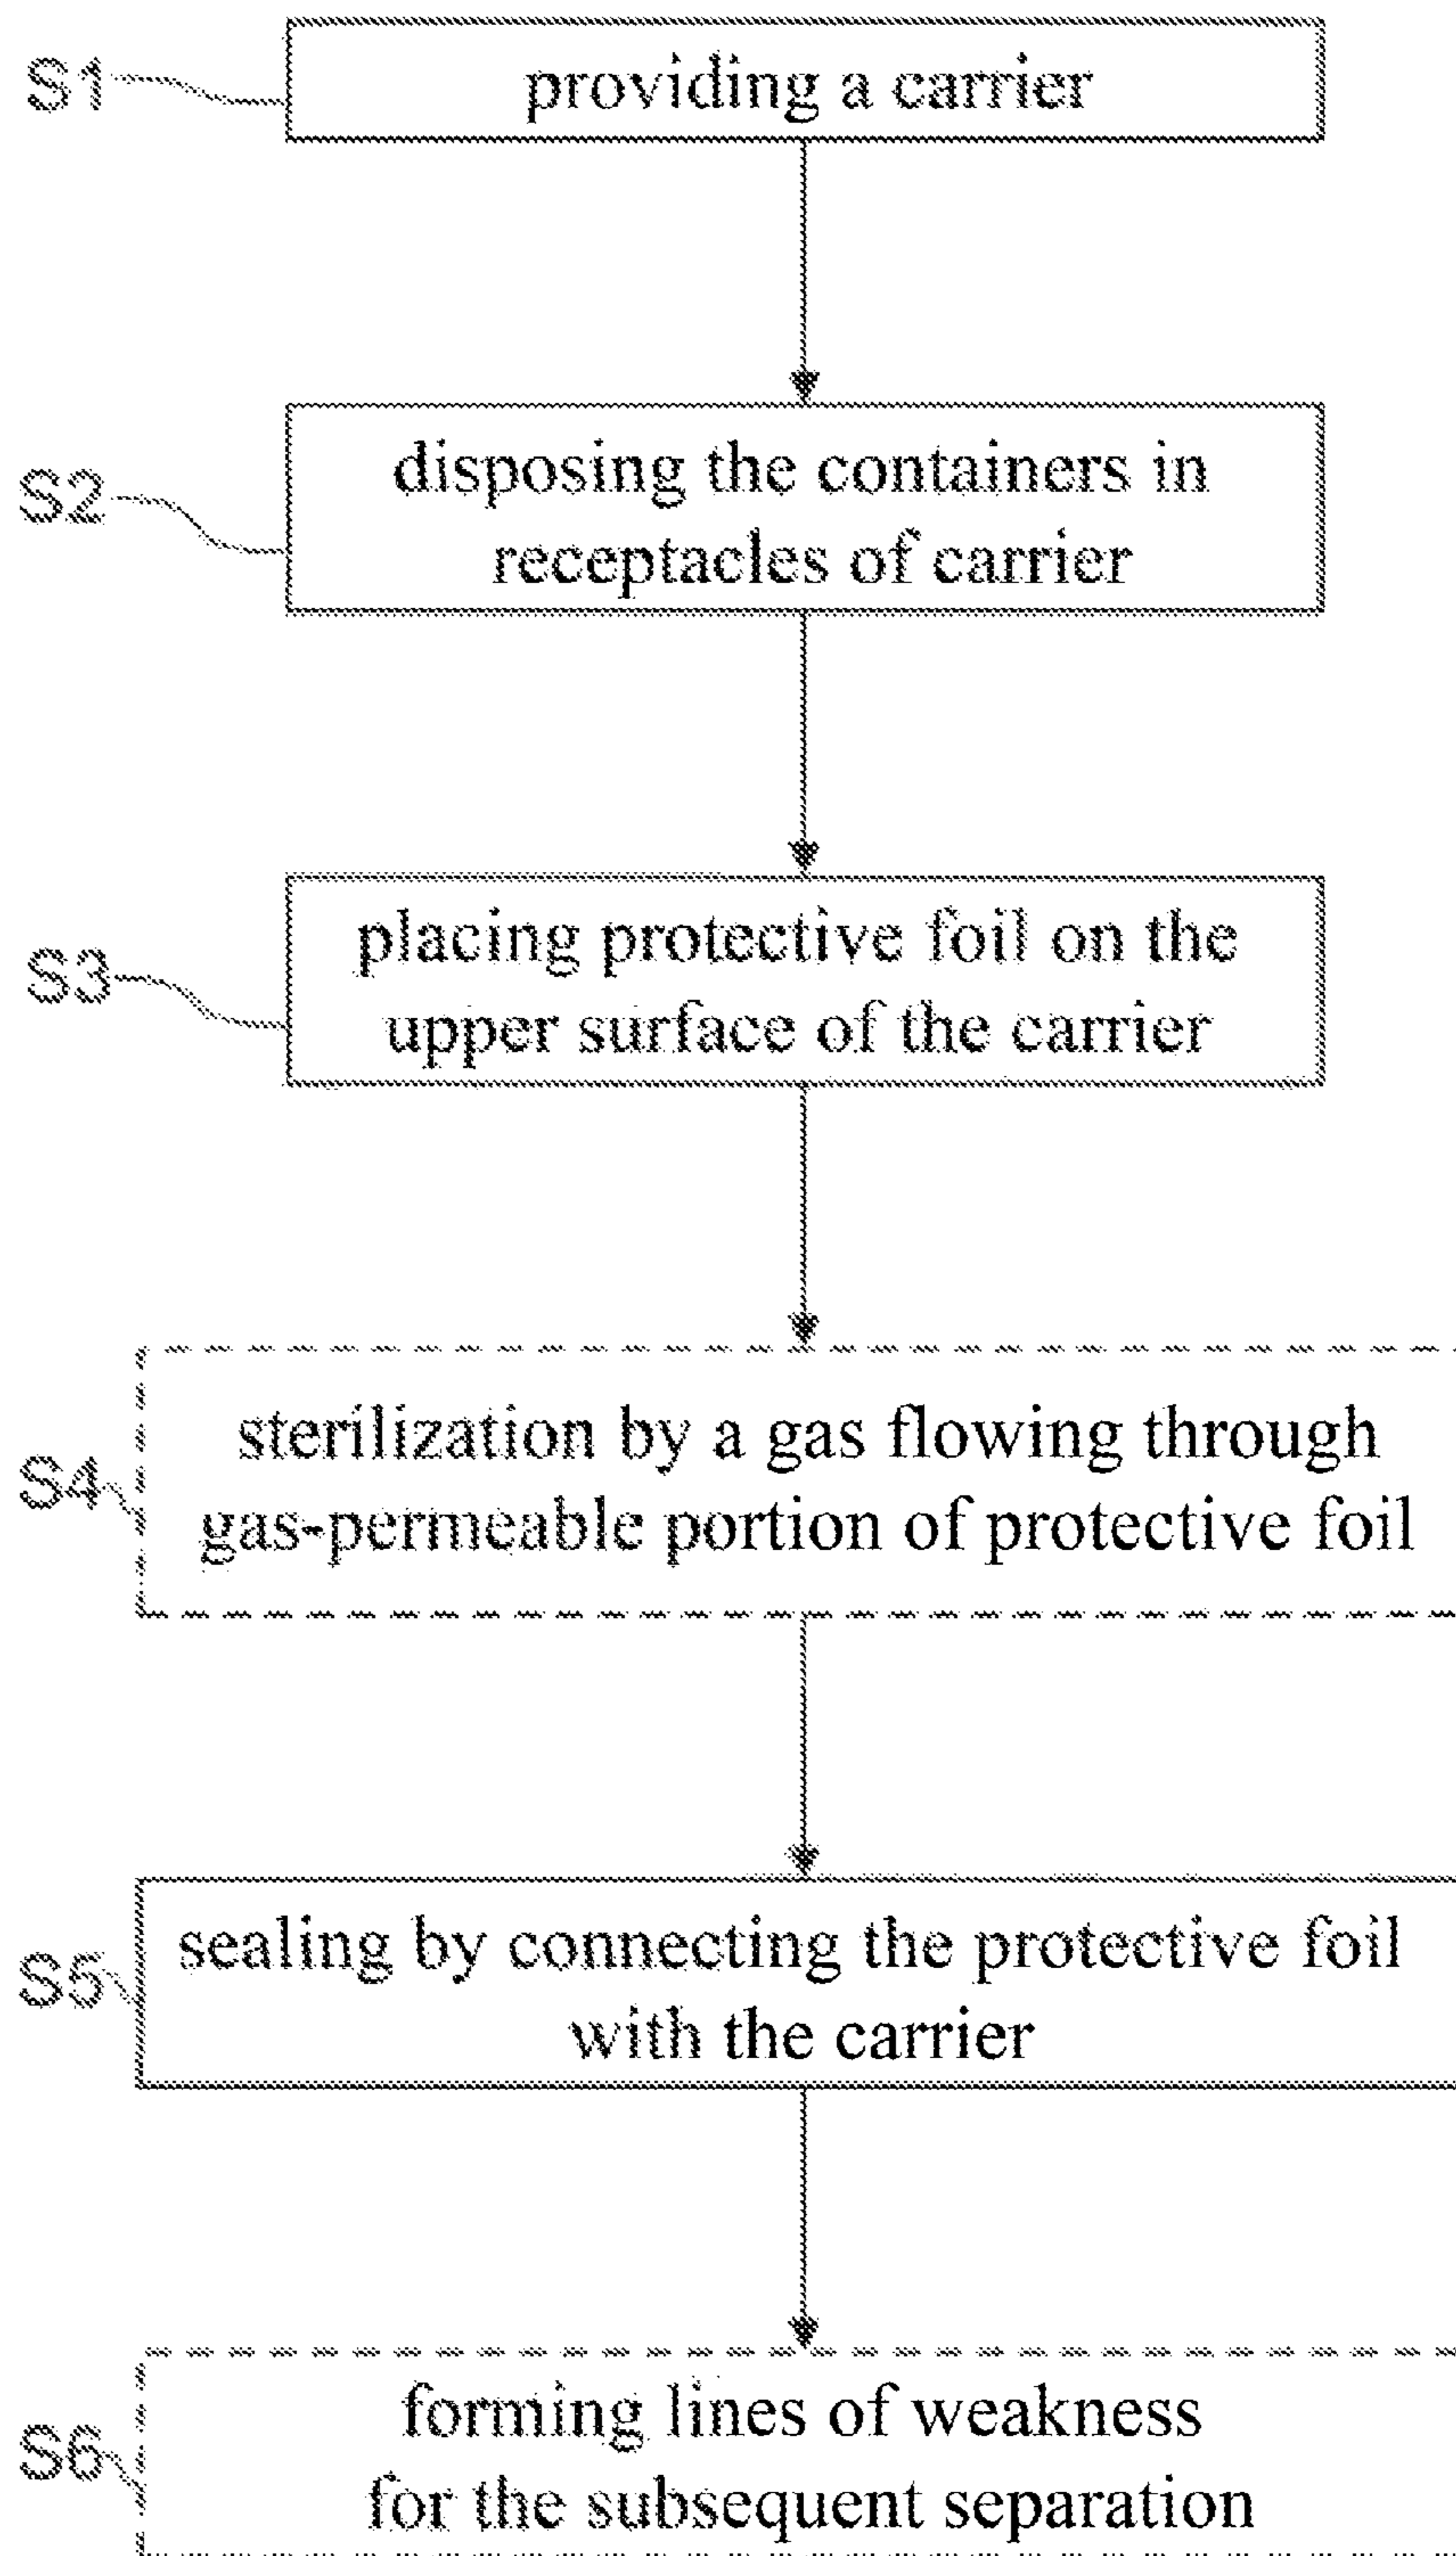 S1
providing a carrier
S2
disposing the containers in
receptacles of carrier
S3
placing protective foil on the
upper surface of the carrier
S4
sterilization by a gas flowing through
gas-permeable portion of protective foil
S5
sealing by connecting the protective foil
with the carrier
S6
forming lines of weakness
for the subsequent separation